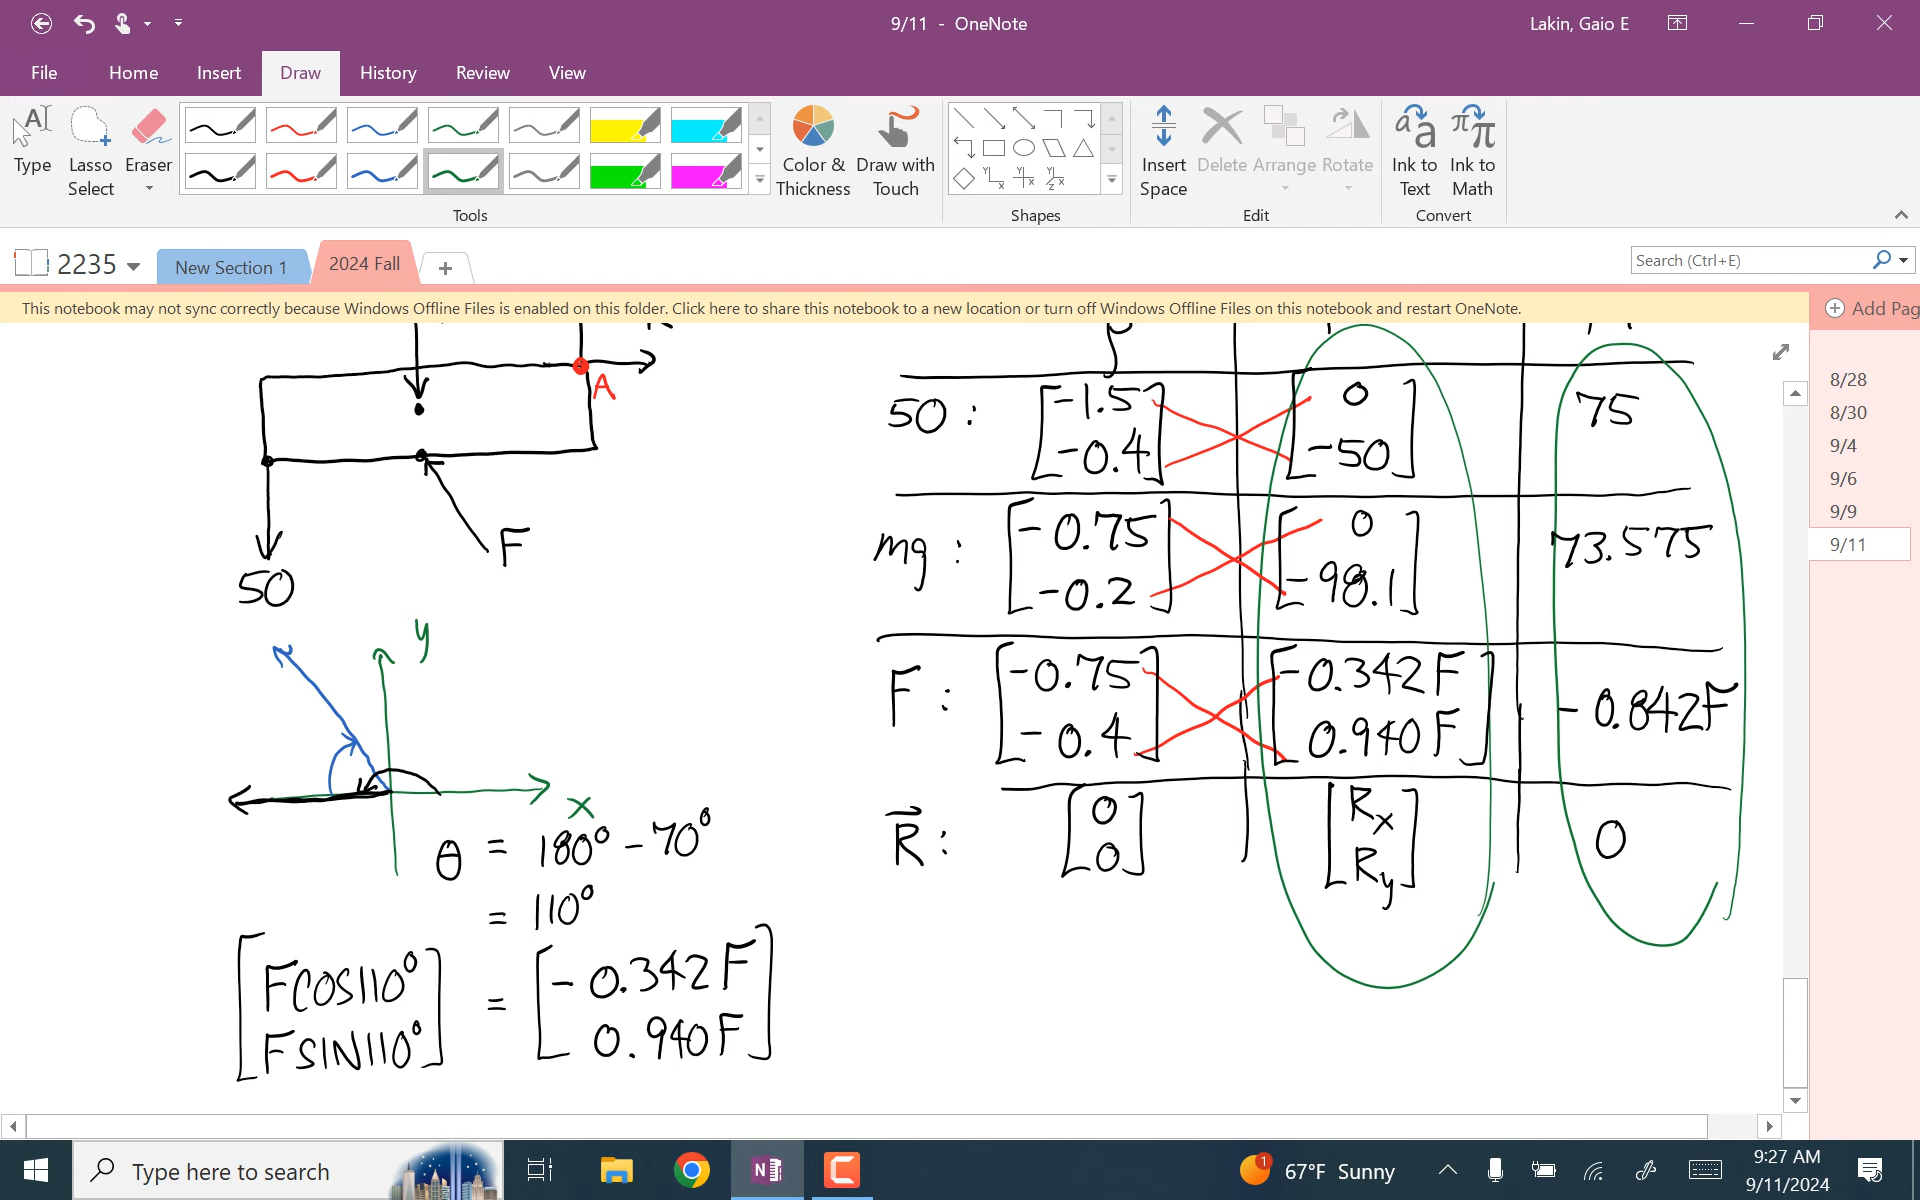 9/11 - OneNote
Lakin, Gaio E
File Home Insert Draw History Review View
Type
Lasso Select
Eraser
Color & Thickness
Draw with Touch
Insert Space
Delete
Arrange
Rotate
Ink to Text
Ink to Math
Tools
Shapes
Edit
Convert
2235
New Section 1
2024 Fall
Search (Ctrl+E)
This notebook may not sync correctly because Windows Offline Files is enabled on this folder. Click here to share this notebook to a new location or turn off Windows Offline Files on this notebook and restart OneNote.
Add Pag
8/28
8/30
9/4
9/6
9/9
9/11
A
F
50
y
x
θ = 180° - 70°
= 110°
[FCOS110° FSIN110°] = [-0.342F 0.940F]
50: [-1.5 -0.4] [0 -50] 75
mg: [-0.75 -0.2] [0 -98.1] 73.575
F: [-0.75 -0.4] [-0.342F 0.940F] -0.842F
R: [0 0] [Rx Ry] 0
Type here to search
1
67°F Sunny
9:27 AM
9/11/2024